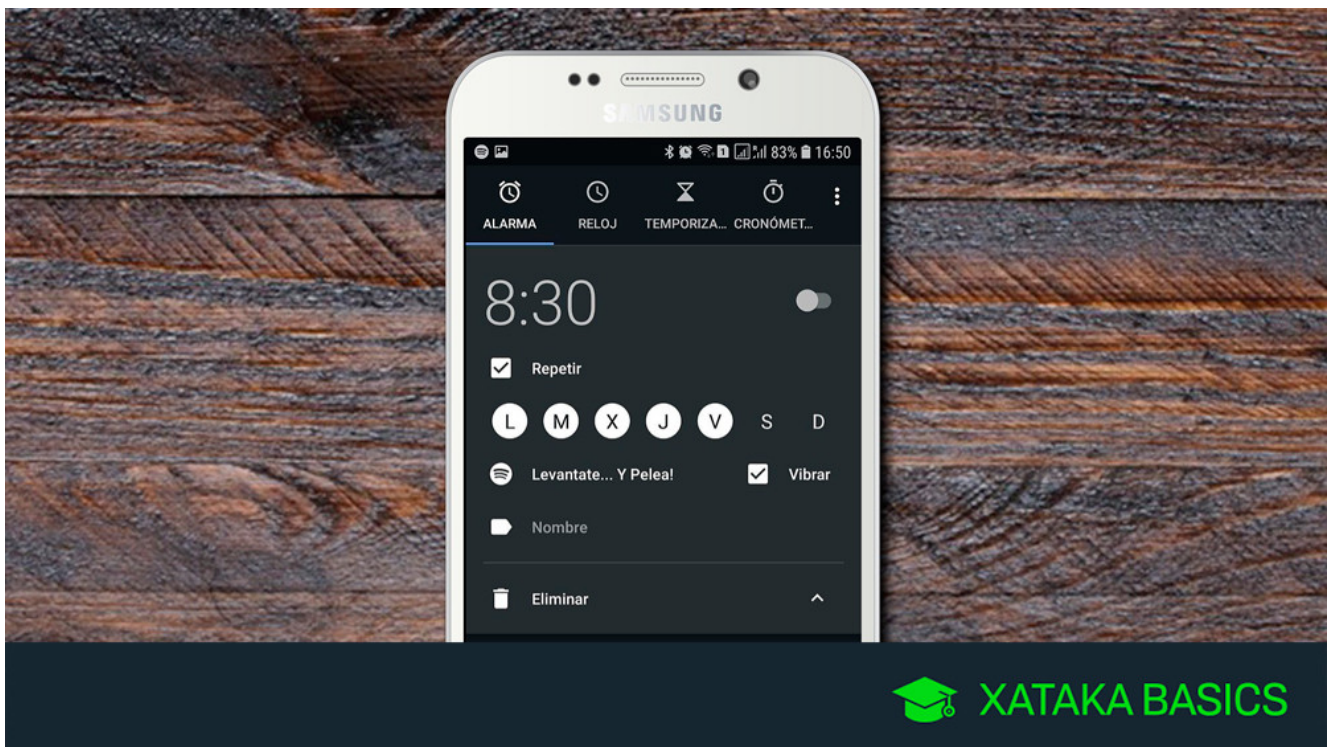 SAMSUNG
83% 16:50
ALARMA RELOJ TEMPORIZA... CRONÓMET...
8:30
Repetir
L M X J V S D
Levantate... Y Pelea! Vibrar
Nombre
Eliminar
XATAKA BASICS